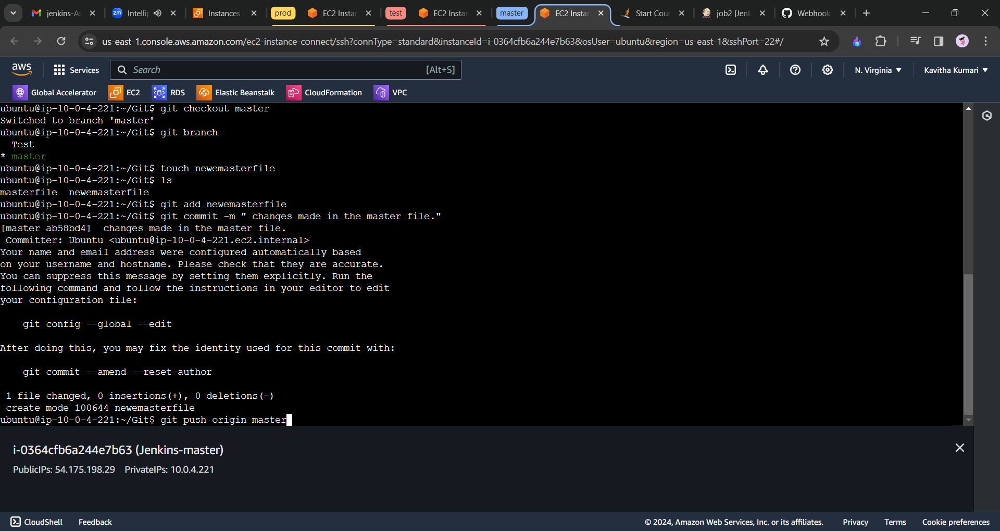 jenkins-As
zm Intellip
Instances
prod
EC2 Instan
test
EC2 Instan
master
EC2 Instan
Start Cour
job2 [Jenk
Webhook
us-east-1.console.aws.amazon.com/ec2-instance-connect/ssh?connType=standard&instanceId=i-0364cfb6a244e7b63&osUser=ubuntu&region=us-east-1&sshPort=22#/
aws Services Search [Alt+S] N. Virginia Kavitha Kumari
Global Accelerator EC2 RDS Elastic Beanstalk CloudFormation VPC
ubuntu@ip-10-0-4-221:~/Git$ git checkout master
Switched to branch 'master'
ubuntu@ip-10-0-4-221:~/Git$ git branch
  Test
* master
ubuntu@ip-10-0-4-221:~/Git$ touch newemasterfile
ubuntu@ip-10-0-4-221:~/Git$ ls
masterfile  newemasterfile
ubuntu@ip-10-0-4-221:~/Git$ git add newemasterfile
ubuntu@ip-10-0-4-221:~/Git$ git commit -m " changes made in the master file."
[master ab58bd4]  changes made in the master file.
 Committer: Ubuntu <ubuntu@ip-10-0-4-221.ec2.internal>
Your name and email address were configured automatically based
on your username and hostname. Please check that they are accurate.
You can suppress this message by setting them explicitly. Run the
following command and follow the instructions in your editor to edit
your configuration file:
    git config --global --edit
After doing this, you may fix the identity used for this commit with:
    git commit --amend --reset-author
 1 file changed, 0 insertions(+), 0 deletions(-)
 create mode 100644 newemasterfile
ubuntu@ip-10-0-4-221:~/Git$ git push origin master
i-0364cfb6a244e7b63 (Jenkins-master)
PublicIPs: 54.175.198.29 PrivateIPs: 10.0.4.221
CloudShell Feedback © 2024, Amazon Web Services, Inc. or its affiliates. Privacy Terms Cookie preferences